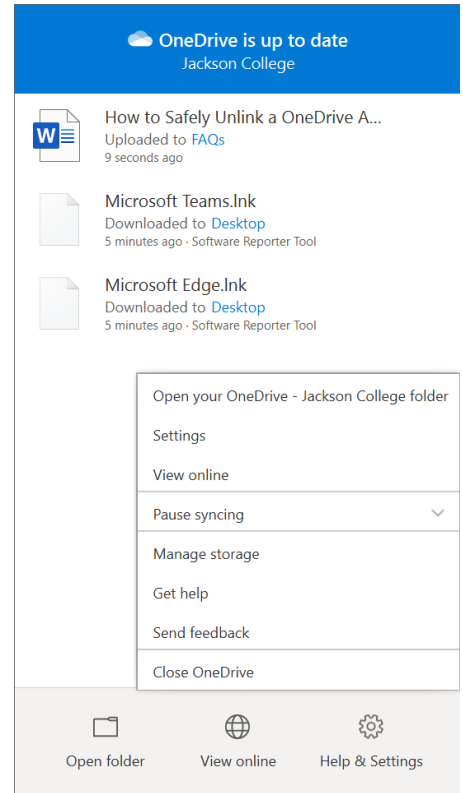 OneDrive is up to date
Jackson College
W
How to Safely Unlink a OneDrive A...
Uploaded to FAQs
9 seconds ago
Microsoft Teams.lnk
Downloaded to Desktop
5 minutes ago · Software Reporter Tool
Microsoft Edge.lnk
Downloaded to Desktop
5 minutes ago · Software Reporter Tool
Open your OneDrive - Jackson College folder
Settings
View online
Pause syncing
Manage storage
Get help
Send feedback
Close OneDrive
Open folder View online Help & Settings